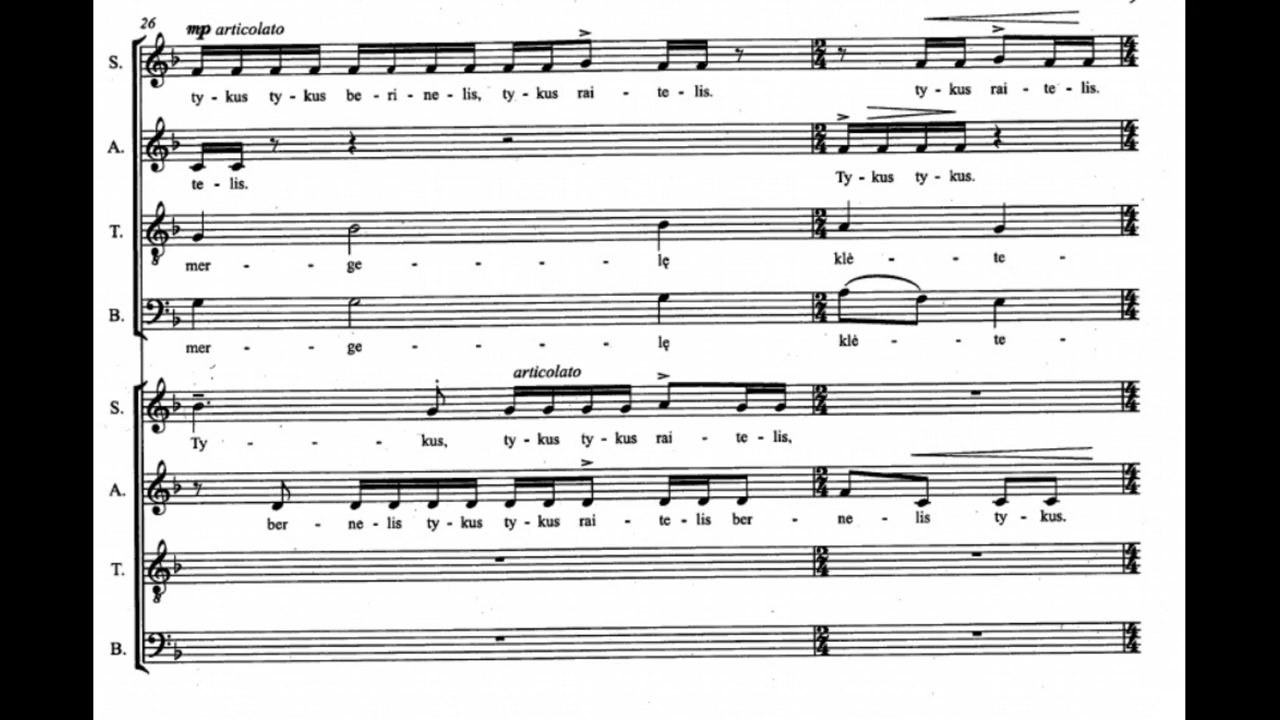 26
mp articolato
S.
ty - kus ty - kus be - ri - ne - lis, ty - kus rai - te - lis. ty - kus rai - te - lis.
A.
te - lis. Ty - kus ty - kus.
T.
8
mer - - ge - - - - lę klė - - te -
B.
mer - - ge - - - - lę klė - - te -
articolato
S.
Ty - - - kus, ty - kus ty - kus rai - te - lis,
A.
ber - ne - lis ty - kus ty - kus rai - te - lis ber - ne - lis ty - kus.
T.
8
B.